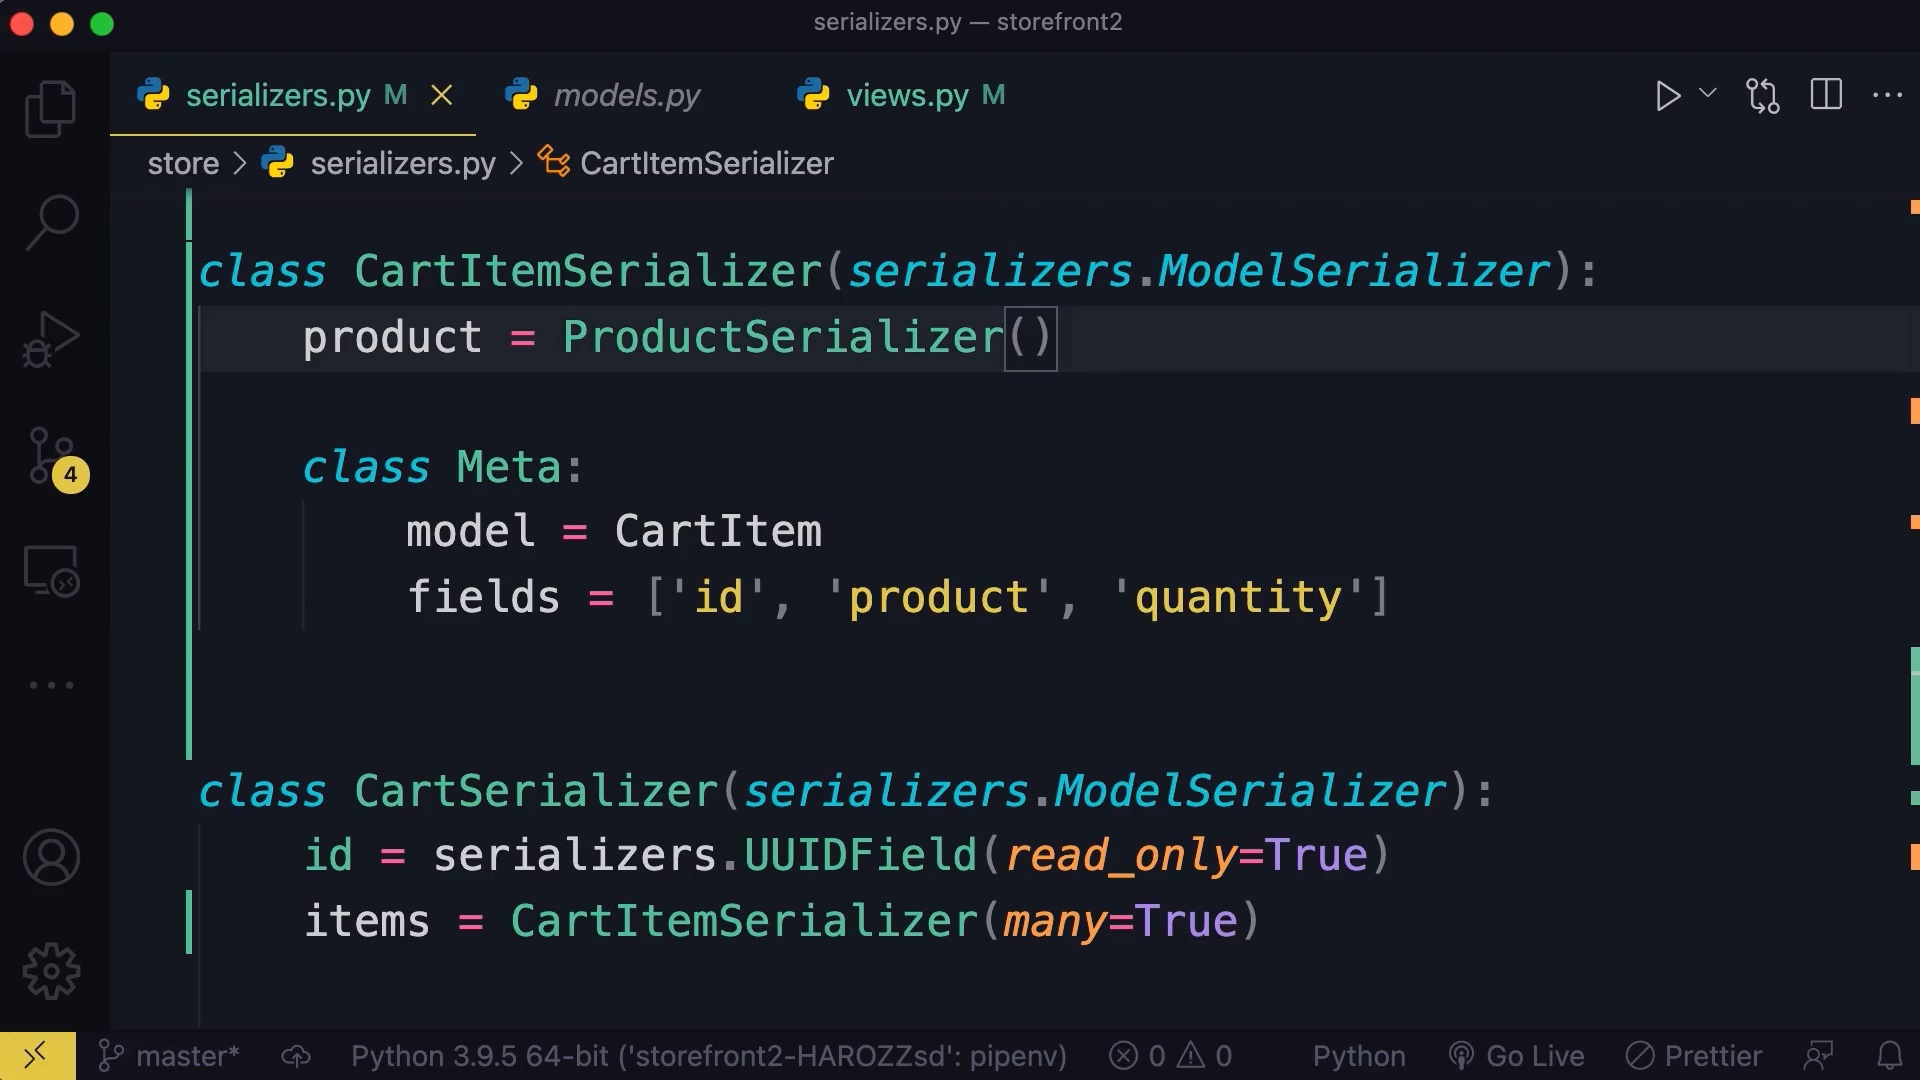 serializers.py — storefront2
serializers.py M models.py views.py M
store > serializers.py > CartItemSerializer
class CartItemSerializer(serializers.ModelSerializer):
product = ProductSerializer()
class Meta:
model = CartItem
fields = ['id', 'product', 'quantity']
class CartSerializer(serializers.ModelSerializer):
id = serializers.UUIDField(read_only=True)
items = CartItemSerializer(many=True)
4
master* Python 3.9.5 64-bit ('storefront2-HAROZZsd': pipenv) 0 0 Python Go Live Prettier